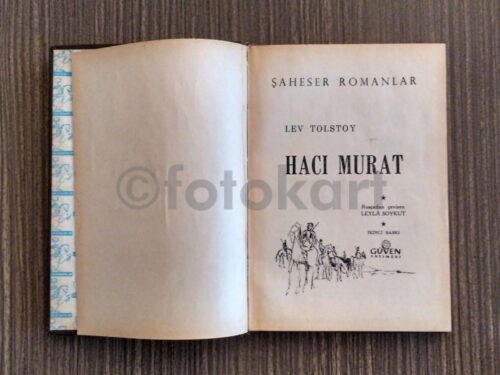 ŞAHESER ROMANLAR
LEV TOLSTOY
HACI MURAT
Rusçadan çeviren
LEYLÂ SOYKUT
İKİNCİ BASKI
GÜVEN
YAYINEVİ
©fotokart